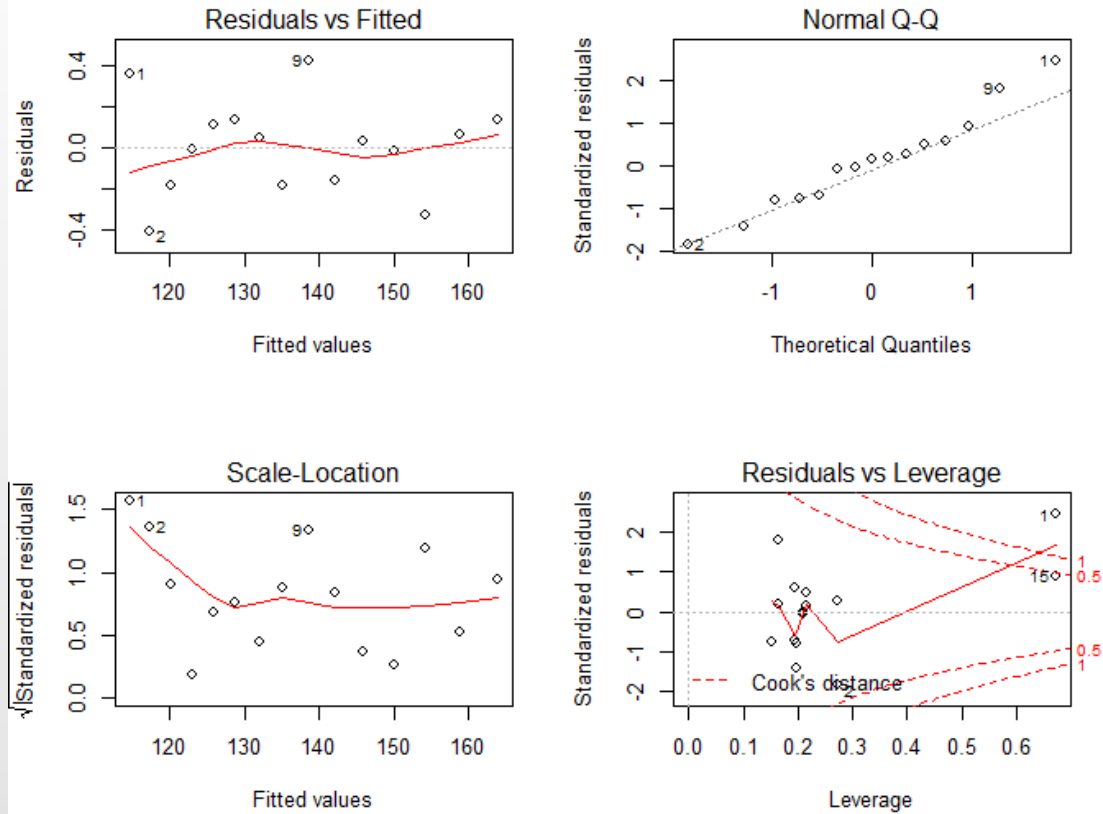 Residuals vs Fitted
Residuals
0.4
0.0
-0.4
1
9
2
120 130 140 150 160
Fitted values
Normal Q-Q
Standardized residuals
2
1
0
-1
-2
1
9
2
-1 0 1
Theoretical Quantiles
Scale-Location
√|Standardized residuals|
1.5
1.0
0.5
0.0
1
2
9
120 130 140 150 160
Fitted values
Residuals vs Leverage
Standardized residuals
2
1
0
-1
-2
1
15
2
1
0.5
0.5
1
Cook's distance
0.0 0.1 0.2 0.3 0.4 0.5 0.6
Leverage